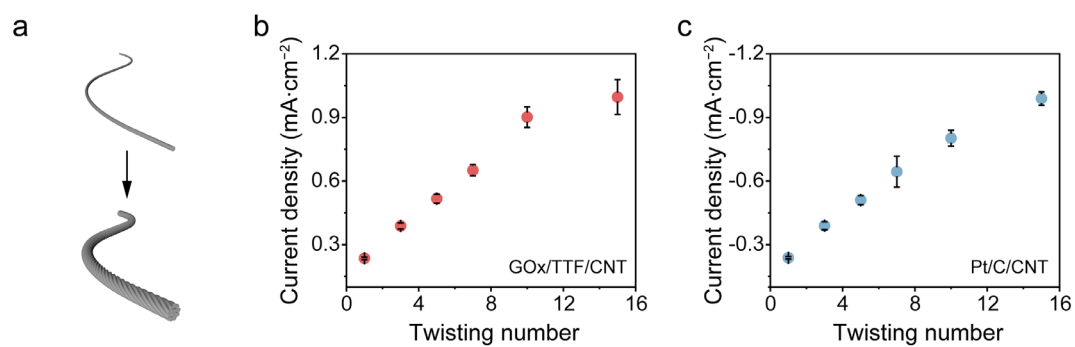 a
b
1.2
0.9
0.6
0.3
Current density (mA·cm⁻²)
GOx/TTF/CNT
0 4 8 12 16
Twisting number
c
-1.2
-0.9
-0.6
-0.3
Current density (mA·cm⁻²)
Pt/C/CNT
0 4 8 12 16
Twisting number